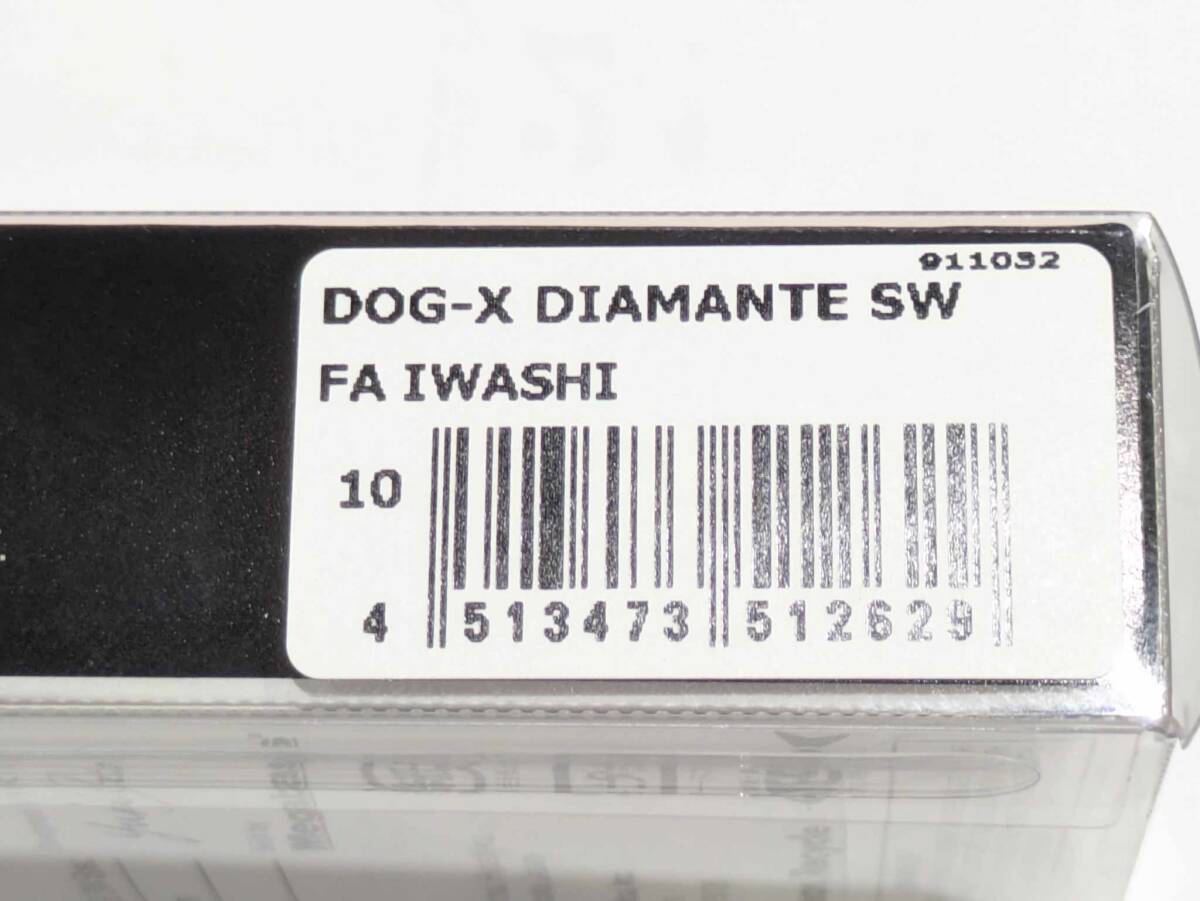 911032
DOG-X DIAMANTE SW
FA IWASHI
10
4 513473 512629